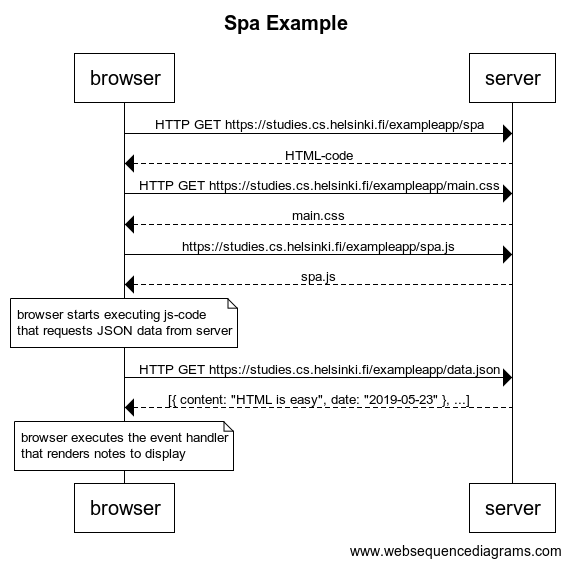 Spa Example
browser server
HTTP GET https://studies.cs.helsinki.fi/exampleapp/spa
HTML-code
HTTP GET https://studies.cs.helsinki.fi/exampleapp/main.css
main.css
https://studies.cs.helsinki.fi/exampleapp/spa.js
spa.js
browser starts executing js-code
that requests JSON data from server
HTTP GET https://studies.cs.helsinki.fi/exampleapp/data.json
[{ content: "HTML is easy", date: "2019-05-23" }, ...]
browser executes the event handler
that renders notes to display
browser server
www.websequencediagrams.com